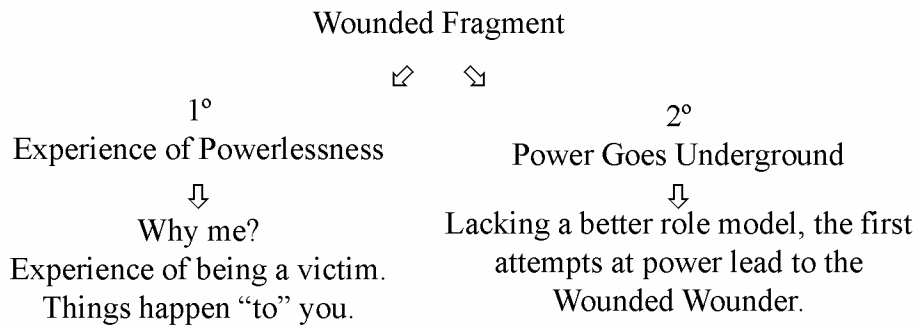 Wounded Fragment
1º
Experience of Powerlessness
Why me?
Experience of being a victim.
Things happen “to” you.
2º
Power Goes Underground
Lacking a better role model, the first
attempts at power lead to the
Wounded Wounder.